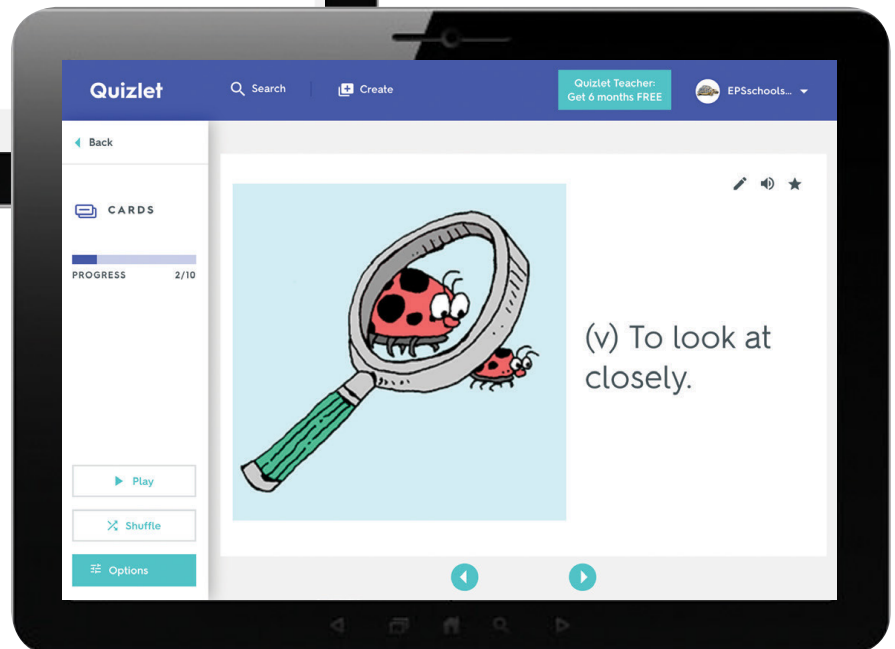 Quizlet
Search
Create
Quizlet Teacher:
Get 6 months FREE
EPSschools...
Back
CARDS
PROGRESS 2/10
(v) To look at
closely.
Play
Shuffle
Options